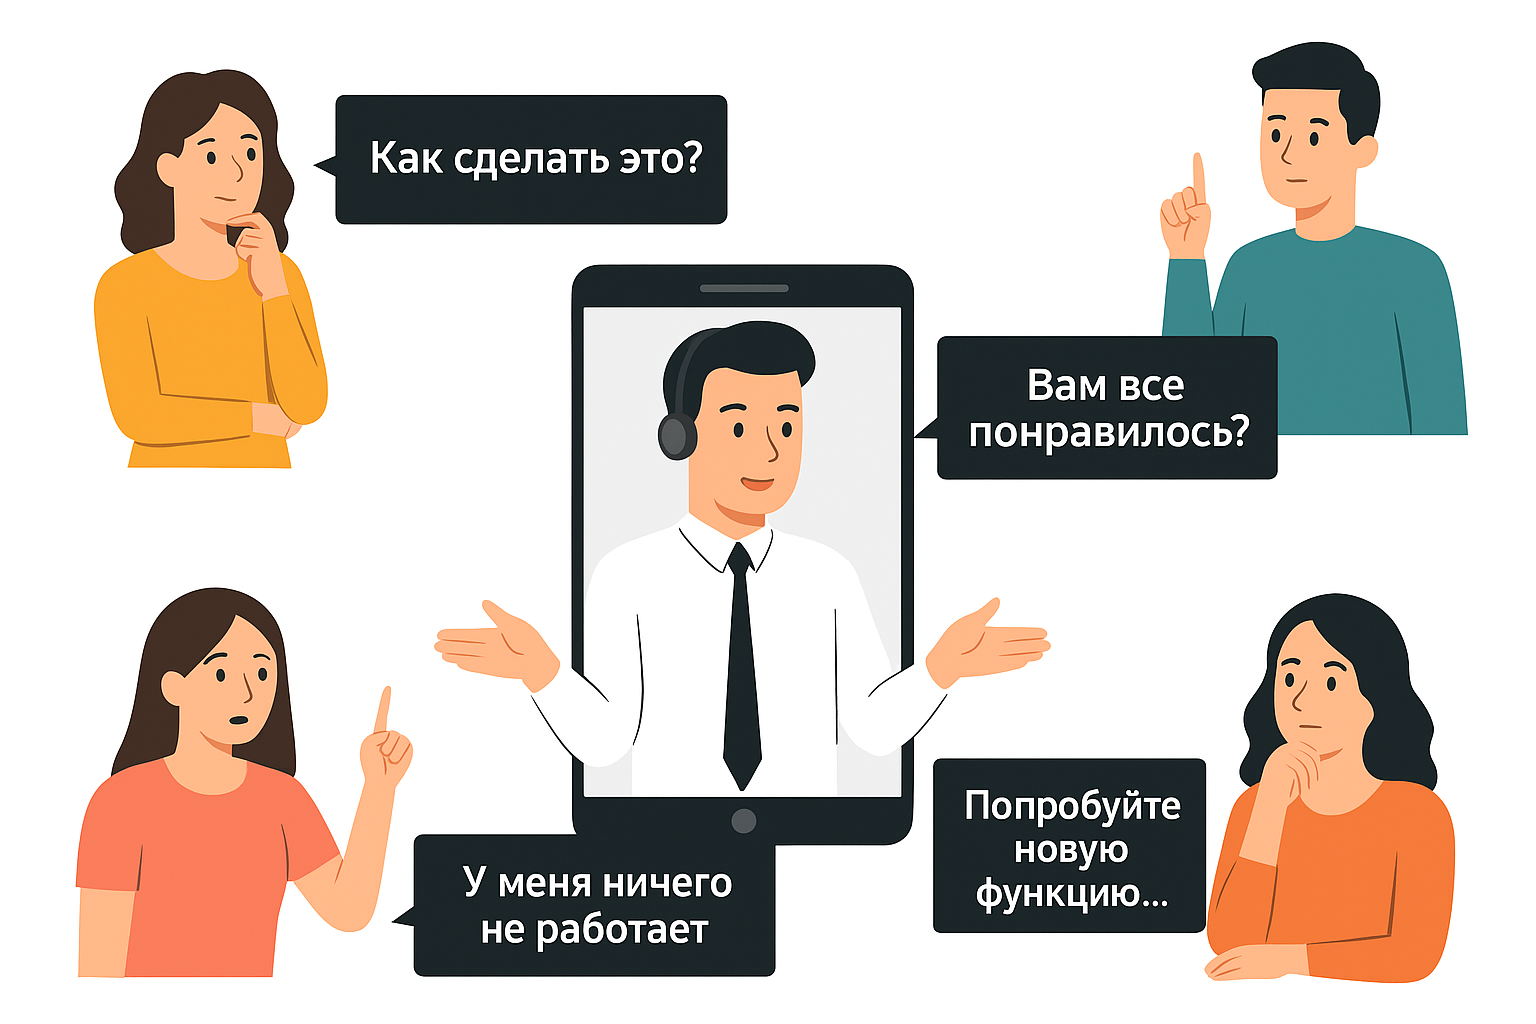 Как сделать это?
Вам все
понравилось?
Попробуйте
новую
функцию...
У меня ничего
не работает